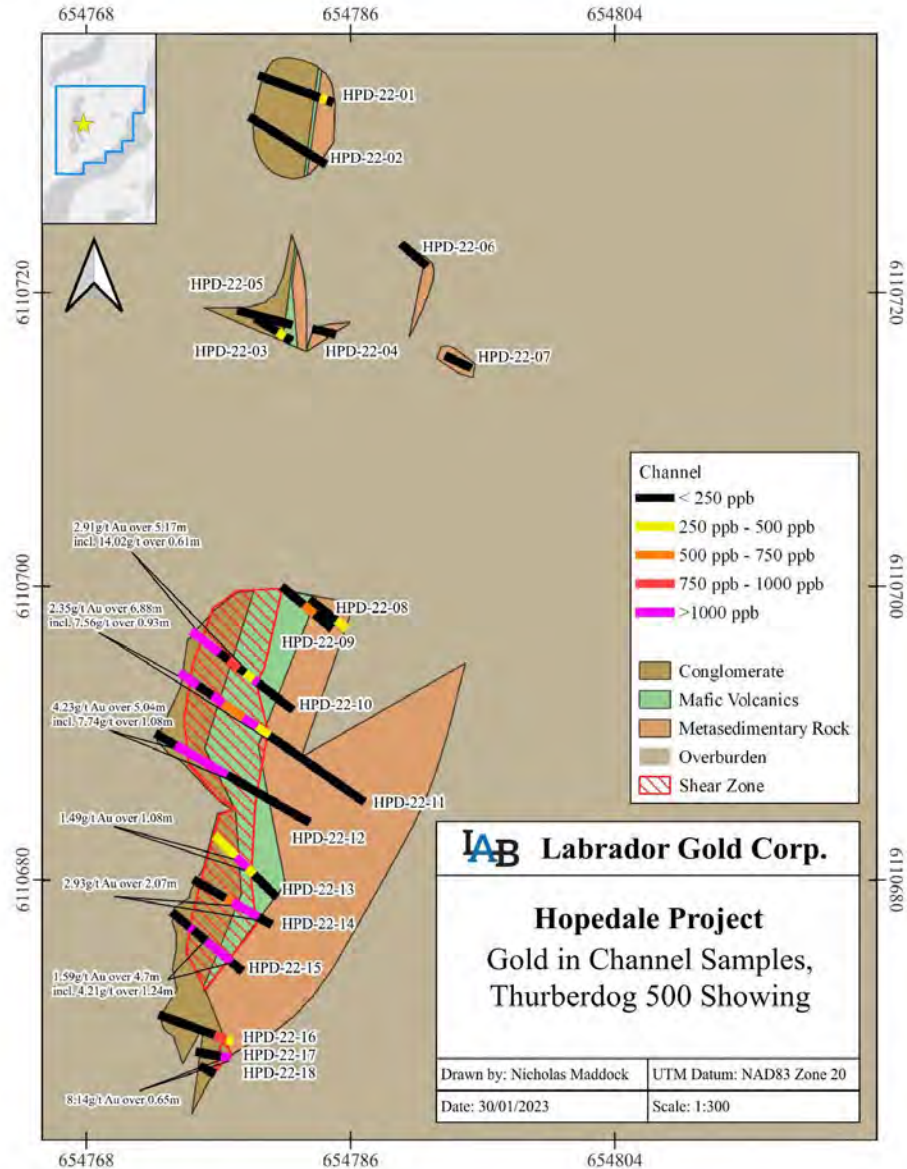 654768
654786
654804
HPD-22-01
HPD-22-02
HPD-22-06
HPD-22-05
6110720
6110720
HPD-22-03
HPD-22-04
HPD-22-07
Channel
< 250 ppb
250 ppb - 500 ppb
500 ppb - 750 ppb
750 ppb - 1000 ppb
>1000 ppb
Conglomerate
Mafic Volcanics
Metasedimentary Rock
Overburden
Shear Zone
2.91g/t Au over 5.17m
incl. 14.02g/t over 0.61m
6110700
6110700
2.35g/t Au over 6.88m
incl. 7.56g/t over 0.93m
HPD-22-08
HPD-22-09
HPD-22-10
4.23g/t Au over 5.04m
incl. 7.74g/t over 1.08m
HPD-22-11
HPD-22-12
1.49g/t Au over 1.08m
6110680
6110680
HPD-22-13
2.93g/t Au over 2.07m
HPD-22-14
HPD-22-15
1.59g/t Au over 4.7m
incl. 4.21g/t over 1.24m
HPD-22-16
HPD-22-17
HPD-22-18
8.14g/t Au over 0.65m
LAB Labrador Gold Corp.
Hopedale Project
Gold in Channel Samples,
Thurberdog 500 Showing
Drawn by: Nicholas Maddock
UTM Datum: NAD83 Zone 20
Date: 30/01/2023
Scale: 1:300
654768
654786
654804